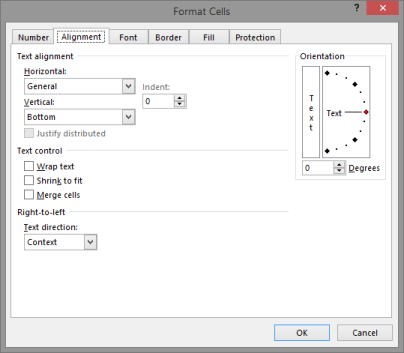 Format Cells
?
Number Alignment Font Border Fill Protection
Text alignment
Horizontal:
General
Indent:
0
Vertical:
Bottom
Justify distributed
Text control
Wrap text
Shrink to fit
Merge cells
Right-to-left
Text direction:
Context
Orientation
Text
Text
0 Degrees
OK Cancel